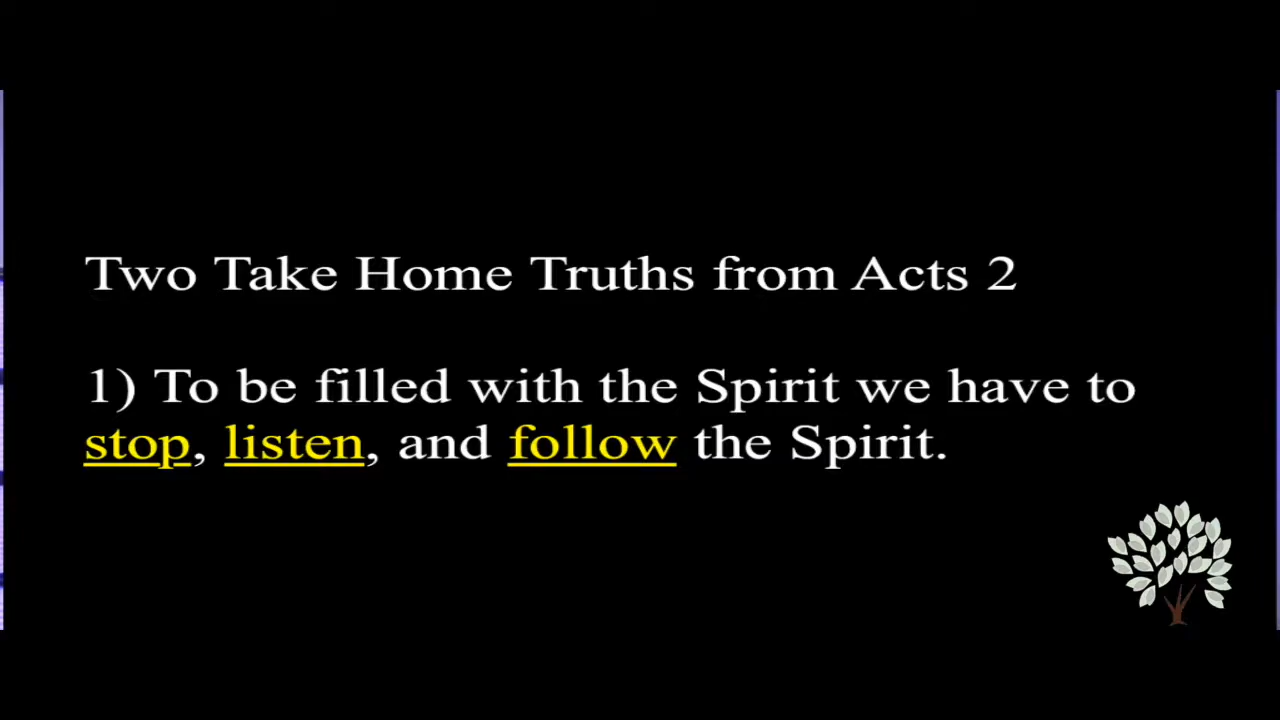 Two Take Home Truths from Acts 2
1) To be filled with the Spirit we have to
stop, listen, and follow the Spirit.